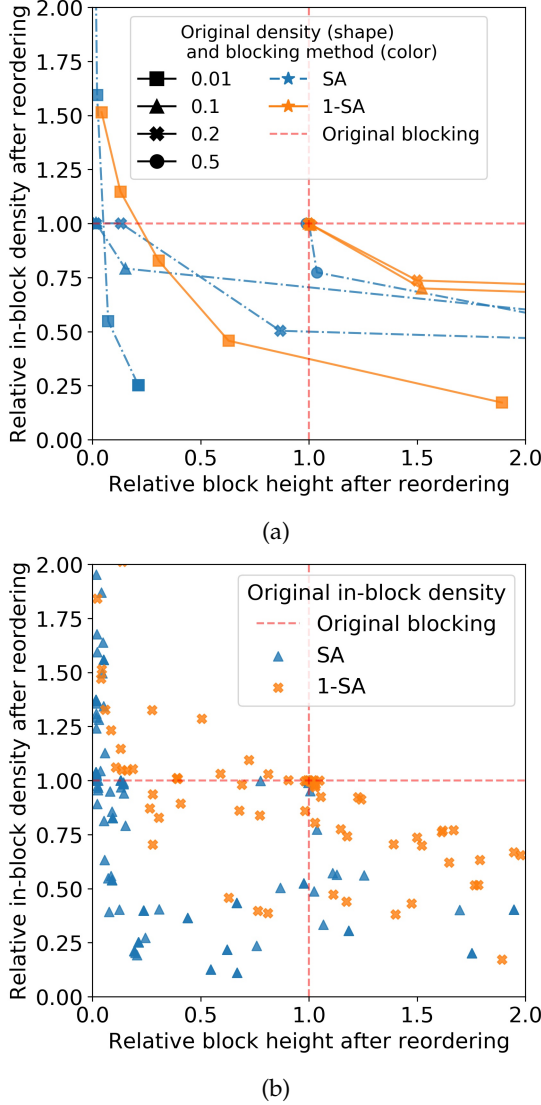 2.00
1.75
1.50
1.25
1.00
0.75
0.50
0.25
0.00
Relative in-block density after reordering
Original density (shape)
and blocking method (color)
0.01
0.1
0.2
0.5
SA
1-SA
Original blocking
0.0
0.5
1.0
1.5
2.0
Relative block height after reordering
(a)
2.00
1.75
1.50
1.25
1.00
0.75
0.50
0.25
0.00
Relative in-block density after reordering
Original in-block density
Original blocking
SA
1-SA
0.0
0.5
1.0
1.5
2.0
Relative block height after reordering
(b)